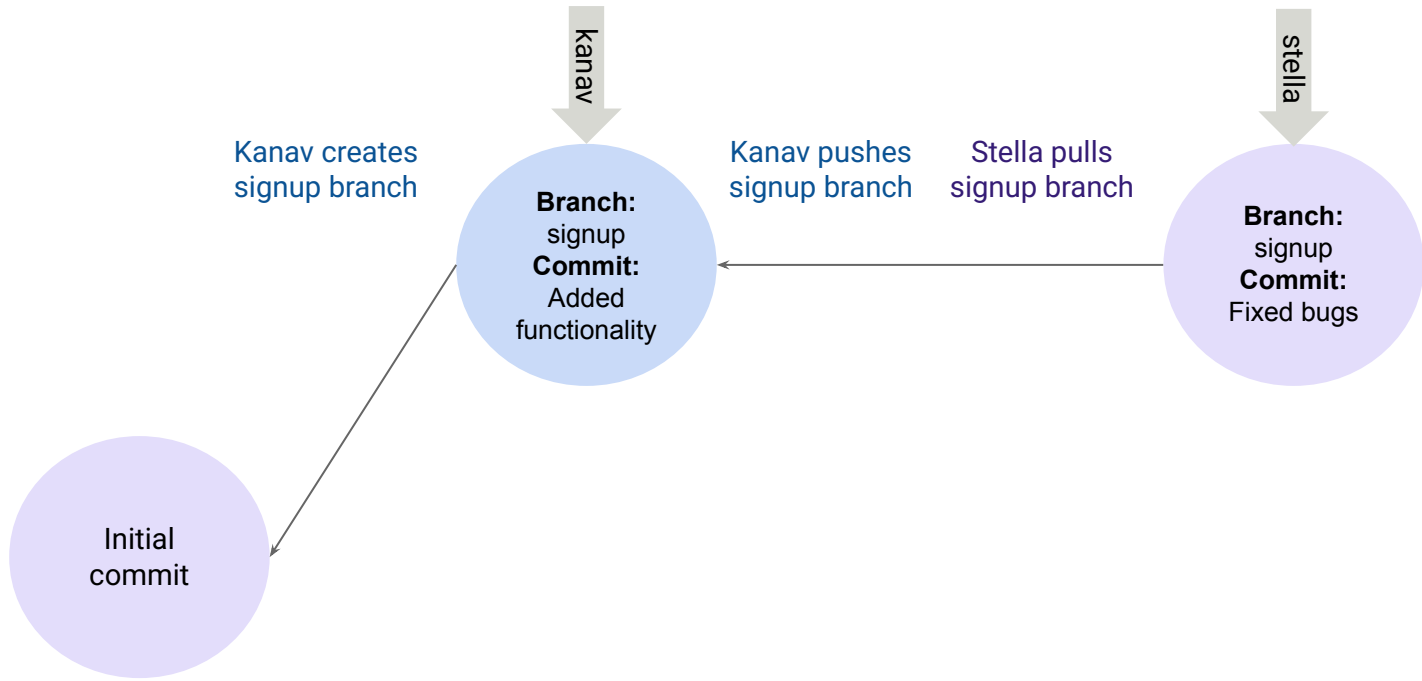 kanav
stella
Kanav creates
signup branch
Kanav pushes
signup branch
Stella pulls
signup branch
Branch:
signup
Commit:
Added
functionality
Branch:
signup
Commit:
Fixed bugs
Initial
commit